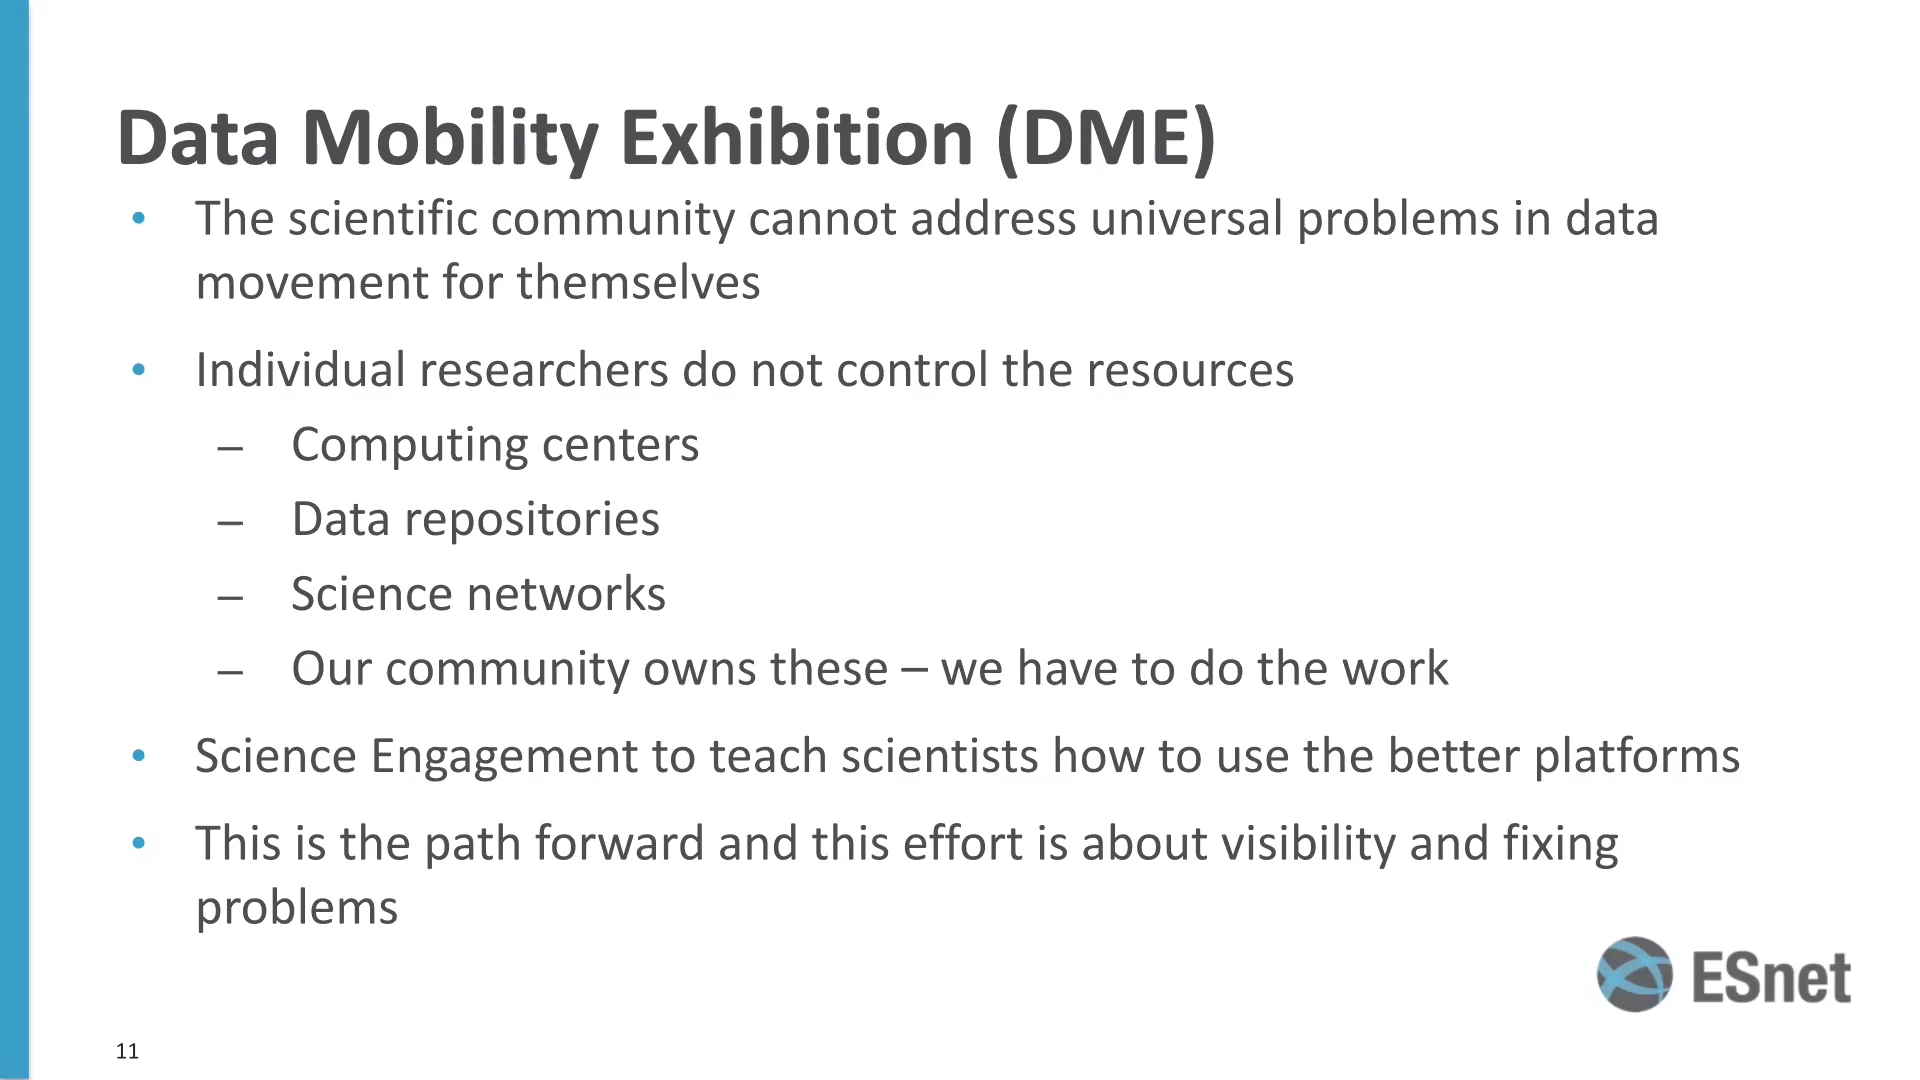 Data Mobility Exhibition (DME)
• The scientific community cannot address universal problems in data
movement for themselves
• Individual researchers do not control the resources
– Computing centers
– Data repositories
– Science networks
– Our community owns these – we have to do the work
• Science Engagement to teach scientists how to use the better platforms
• This is the path forward and this effort is about visibility and fixing
problems
ESnet
11